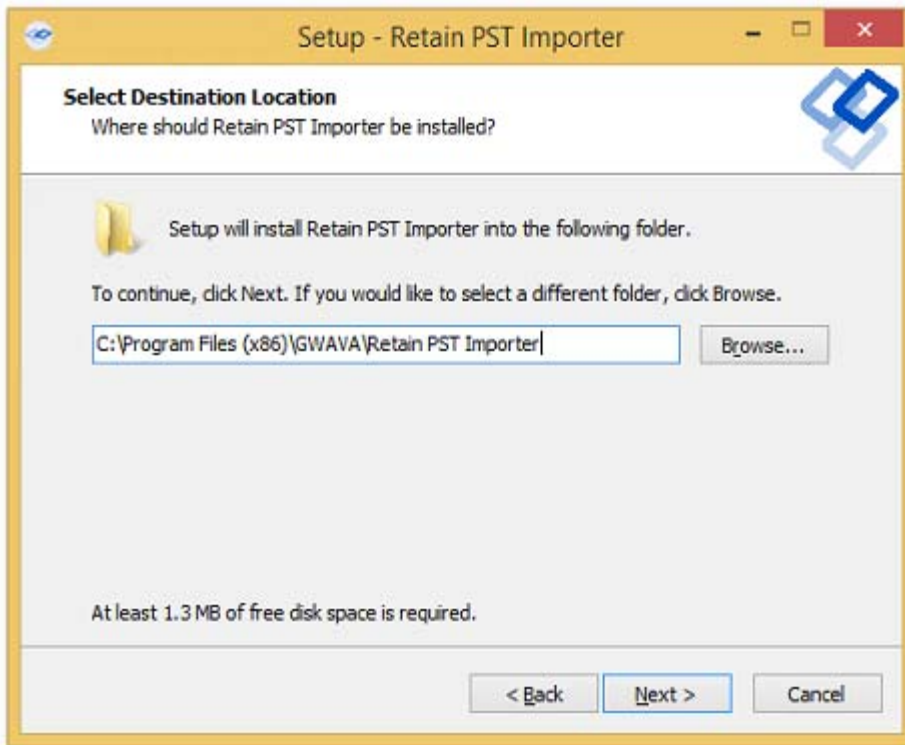 Setup - Retain PST Importer
Select Destination Location
Where should Retain PST Importer be installed?
Setup will install Retain PST Importer into the following folder.
To continue, click Next. If you would like to select a different folder, click Browse.
C:\Program Files (x86)\GWAVA\Retain PST Importer
Browse...
At least 1.3 MB of free disk space is required.
< Back
Next >
Cancel